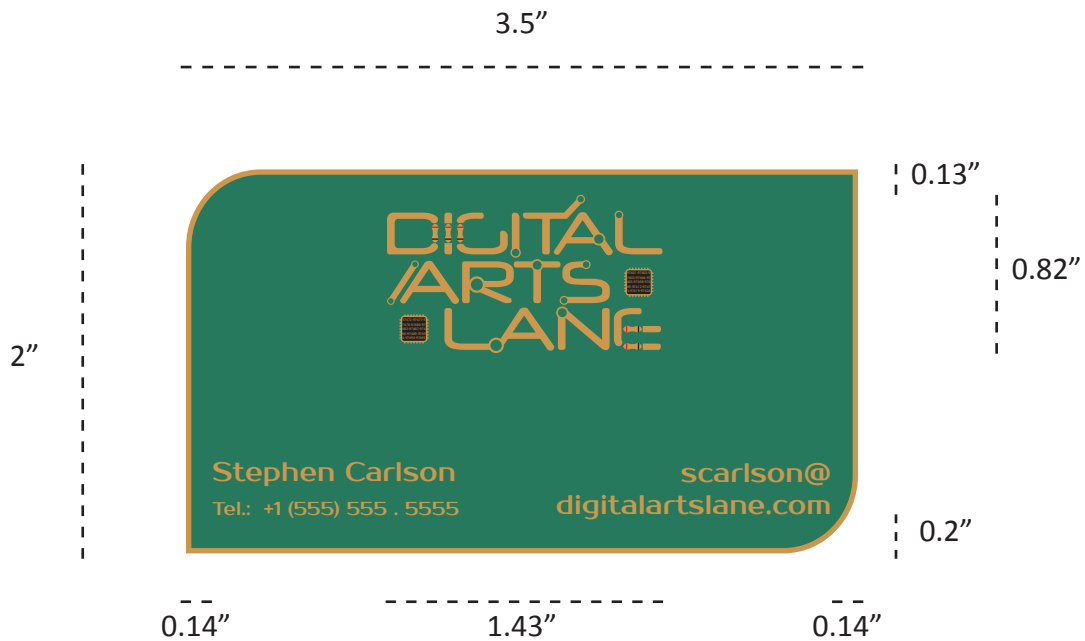 3.5”
0.13”
DIGITAL
ARTS
LANE
0.82”
2”
Stephen Carlson
Tel.: +1 (555) 555 . 5555
scarlson@
digitalartslane.com
0.2”
0.14”
1.43”
0.14”